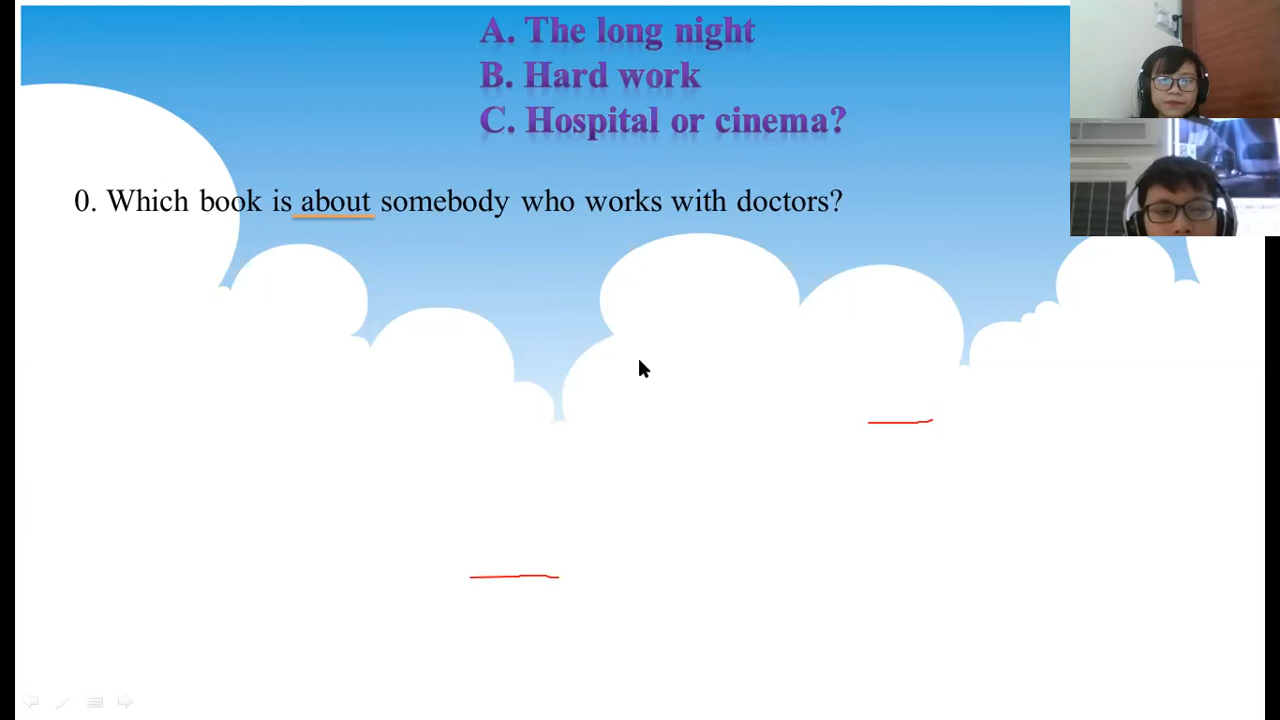 A. The long night
B. Hard work
C. Hospital or cinema?
0. Which book is about somebody who works with doctors?